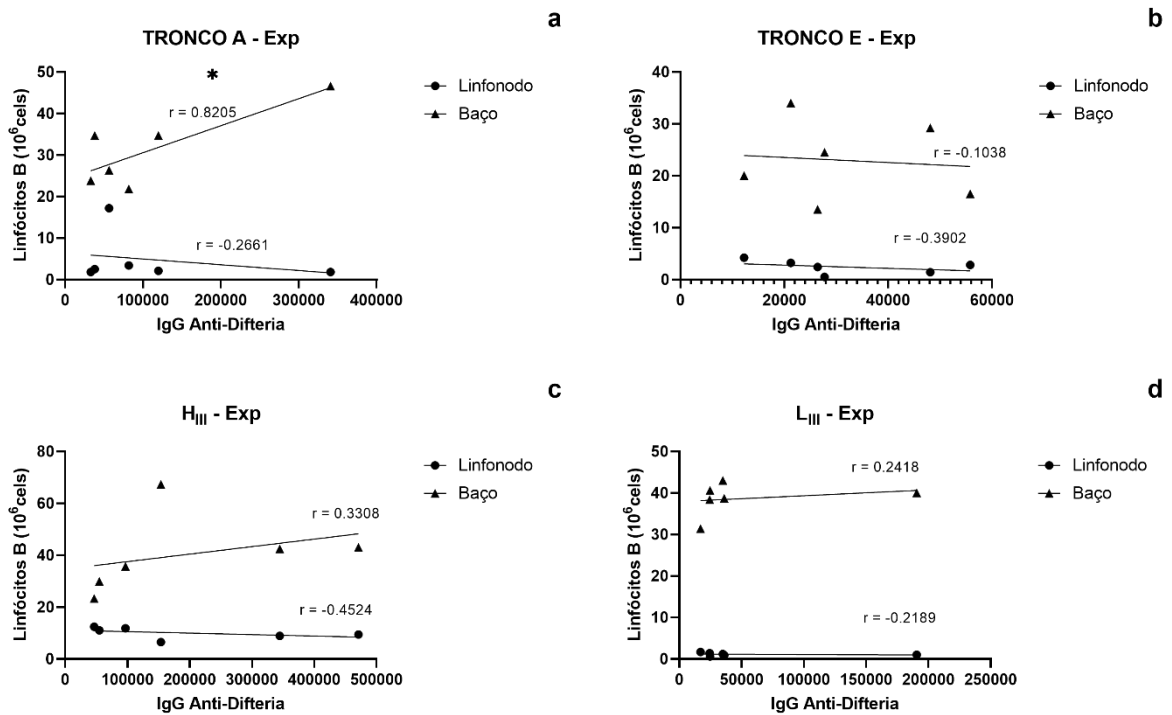 a
TRONCO A - Exp
Linfócitos B (10⁶cels)
50
40
30
20
10
0
*
r = 0.8205
r = -0.2661
0
100000
200000
300000
400000
IgG Anti-Difteria
Linfonodo
Baço
b
TRONCO E - Exp
Linfócitos B (10⁶cels)
40
30
20
10
0
r = -0.1038
r = -0.3902
0
20000
40000
60000
IgG Anti-Difteria
Linfonodo
Baço
c
H_III - Exp
Linfócitos B (10⁶cels)
80
60
40
20
0
r = 0.3308
r = -0.4524
0
100000
200000
300000
400000
500000
IgG Anti-Difteria
Linfonodo
Baço
d
L_III - Exp
Linfócitos B (10⁶cels)
50
40
30
20
10
0
r = 0.2418
r = -0.2189
0
50000
100000
150000
200000
250000
IgG Anti-Difteria
Linfonodo
Baço